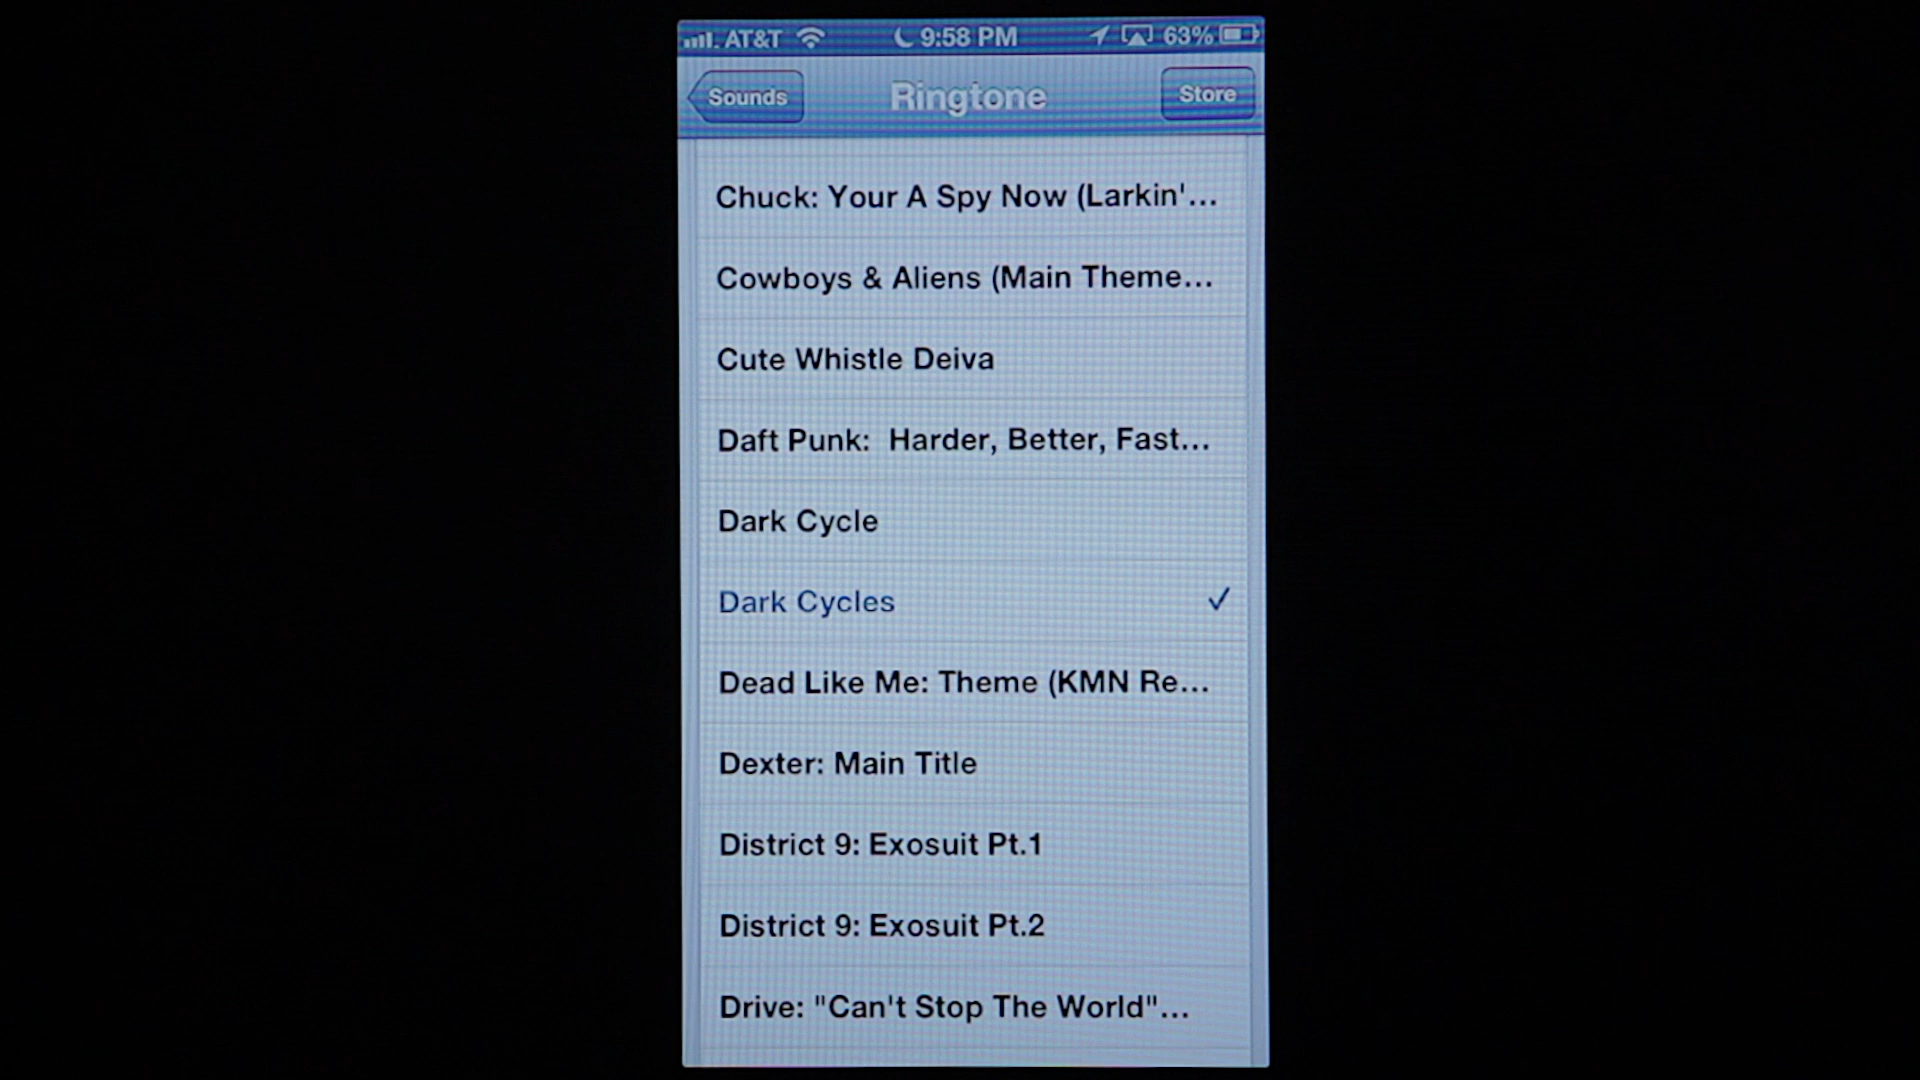 AT&T 9:58 PM 63%
Sounds Ringtone Store
Chuck: Your A Spy Now (Larkin'...
Cowboys & Aliens (Main Theme...
Cute Whistle Deiva
Daft Punk:  Harder, Better, Fast...
Dark Cycle
Dark Cycles
Dead Like Me: Theme (KMN Re...
Dexter: Main Title
District 9: Exosuit Pt.1
District 9: Exosuit Pt.2
Drive: "Can't Stop The World"...